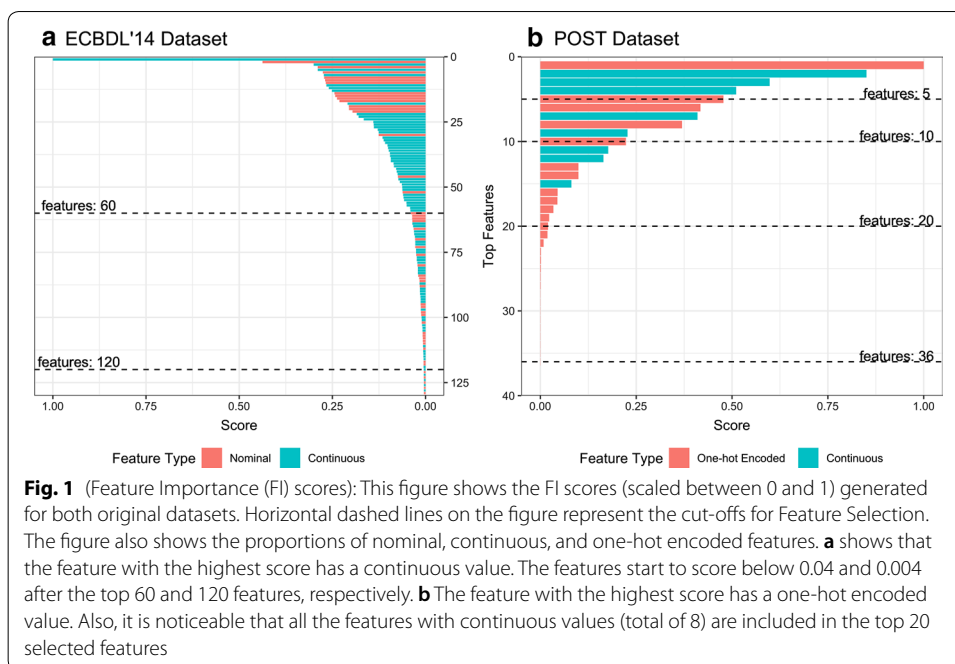 a ECBDL'14 Dataset
0
25
50
75
100
125
features: 60
features: 120
1.00 0.75 0.50 0.25 0.00
Score
Feature Type Nominal Continuous
b POST Dataset
Top Features
0
10
20
30
40
features: 5
features: 10
features: 20
features: 36
0.00 0.25 0.50 0.75 1.00
Score
Feature Type One-hot Encoded Continuous
Fig. 1 (Feature Importance (FI) scores): This figure shows the FI scores (scaled between 0 and 1) generated
for both original datasets. Horizontal dashed lines on the figure represent the cut-offs for Feature Selection.
The figure also shows the proportions of nominal, continuous, and one-hot encoded features. a shows that
the feature with the highest score has a continuous value. The features start to score below 0.04 and 0.004
after the top 60 and 120 features, respectively. b The feature with the highest score has a one-hot encoded
value. Also, it is noticeable that all the features with continuous values (total of 8) are included in the top 20
selected features